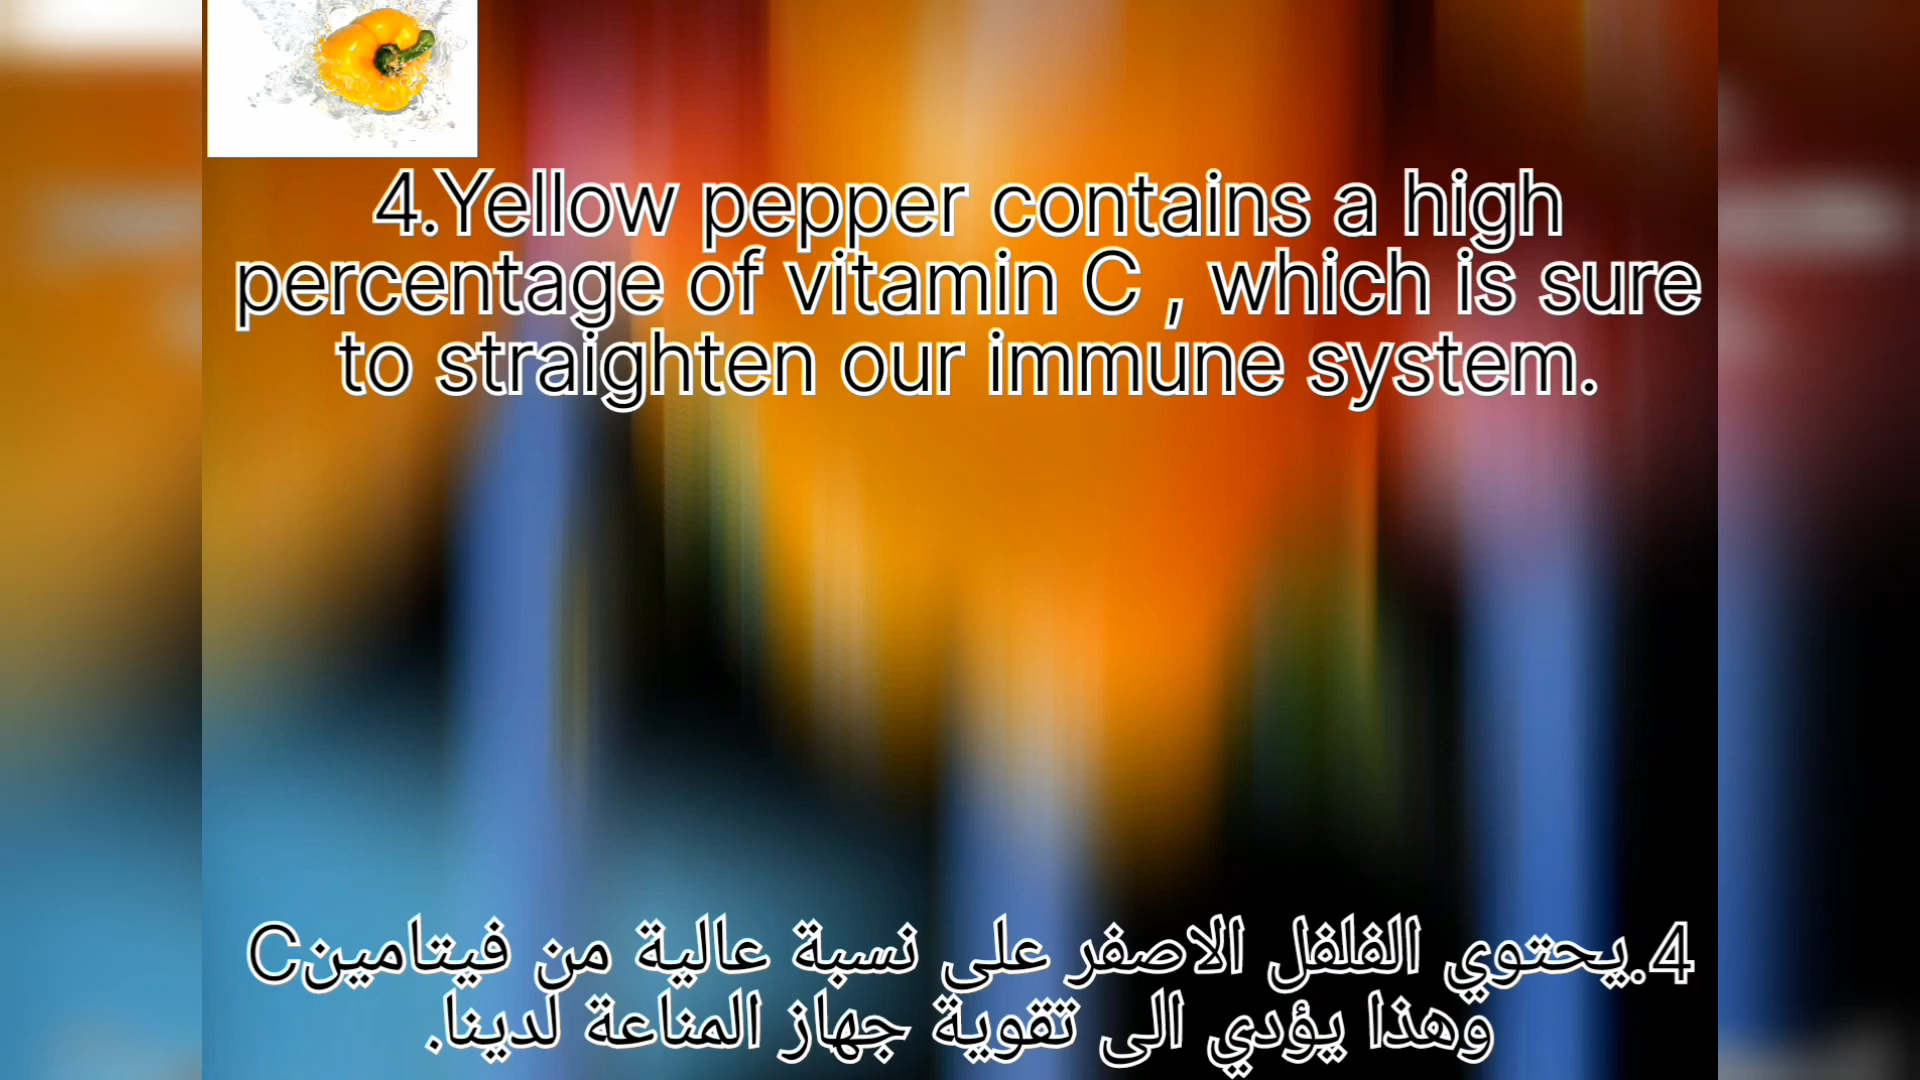 4.Yellow pepper contains a high
percentage of vitamin C , which is sure
to straighten our immune system.
4.يحتوي الفلفل الاصفر على نسبة عالية من فيتامينC
وهذا يؤدي الى تقوية جهاز المناعة لدينا.